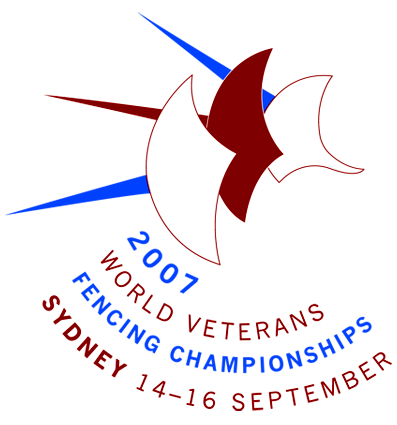 2007
WORLD VETERANS
FENCING CHAMPIONSHIPS
SYDNEY 14–16 SEPTEMBER